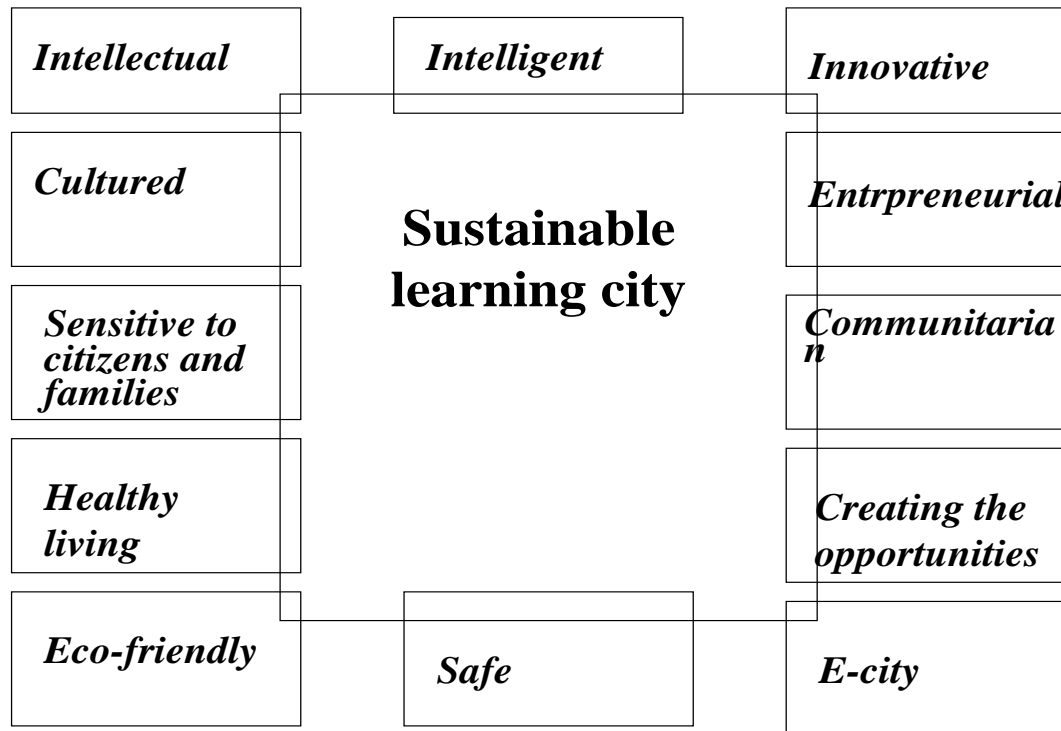 Intellectual
Intelligent
Innovative
Cultured
Entrpreneurial
Sustainable
learning city
Sensitive to
citizens and
families
Communitaria
n
Healthy
living
Creating the
opportunities
Eco-friendly
Safe
E-city